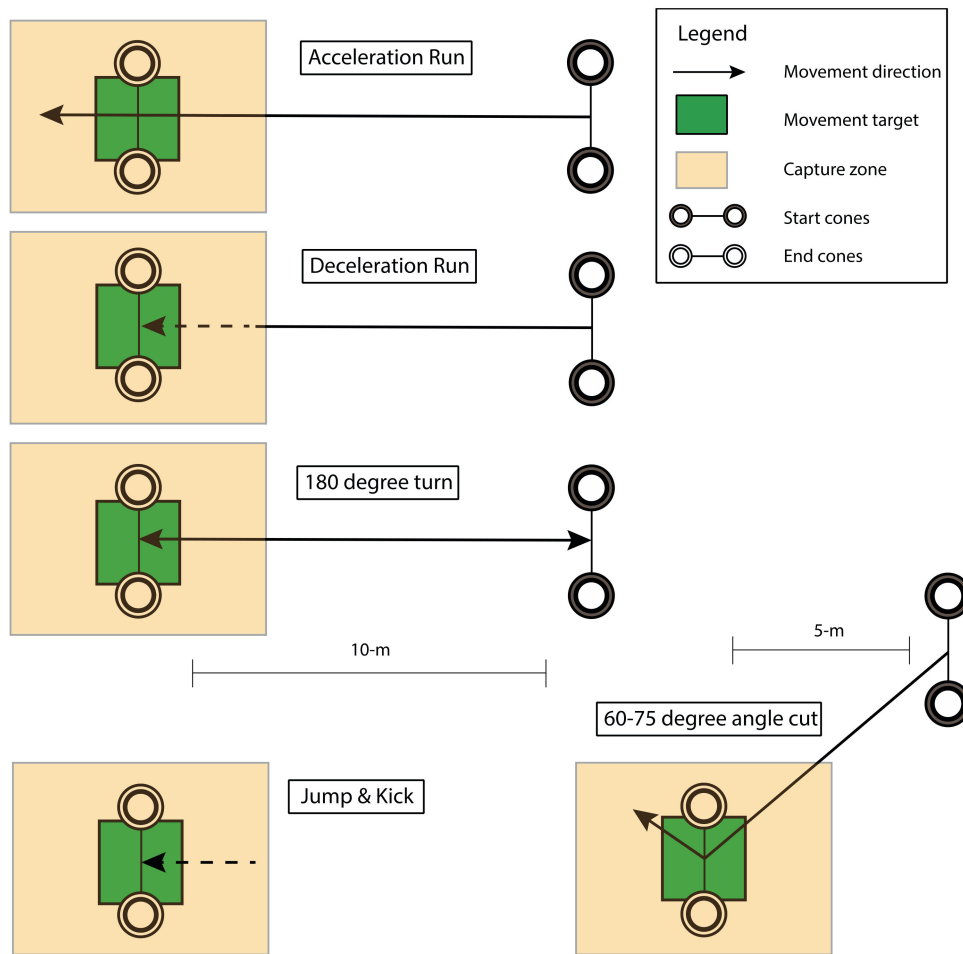 Acceleration Run
Legend
Movement direction
Movement target
Capture zone
Start cones
End cones
Deceleration Run
180 degree turn
10-m
5-m
60-75 degree angle cut
Jump & Kick